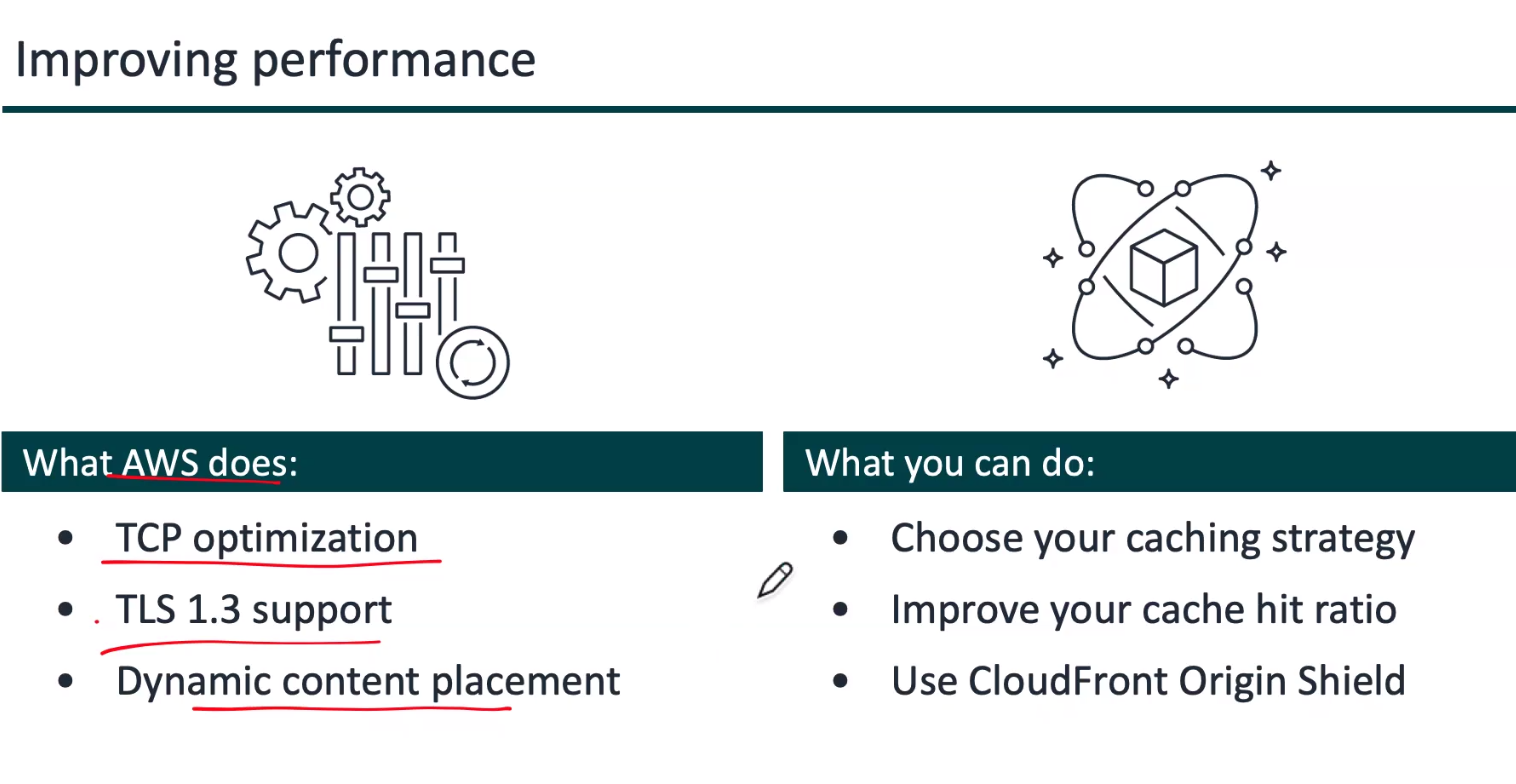 Improving performance
What AWS does:
• TCP optimization
• TLS 1.3 support
• Dynamic content placement
What you can do:
• Choose your caching strategy
• Improve your cache hit ratio
• Use CloudFront Origin Shield